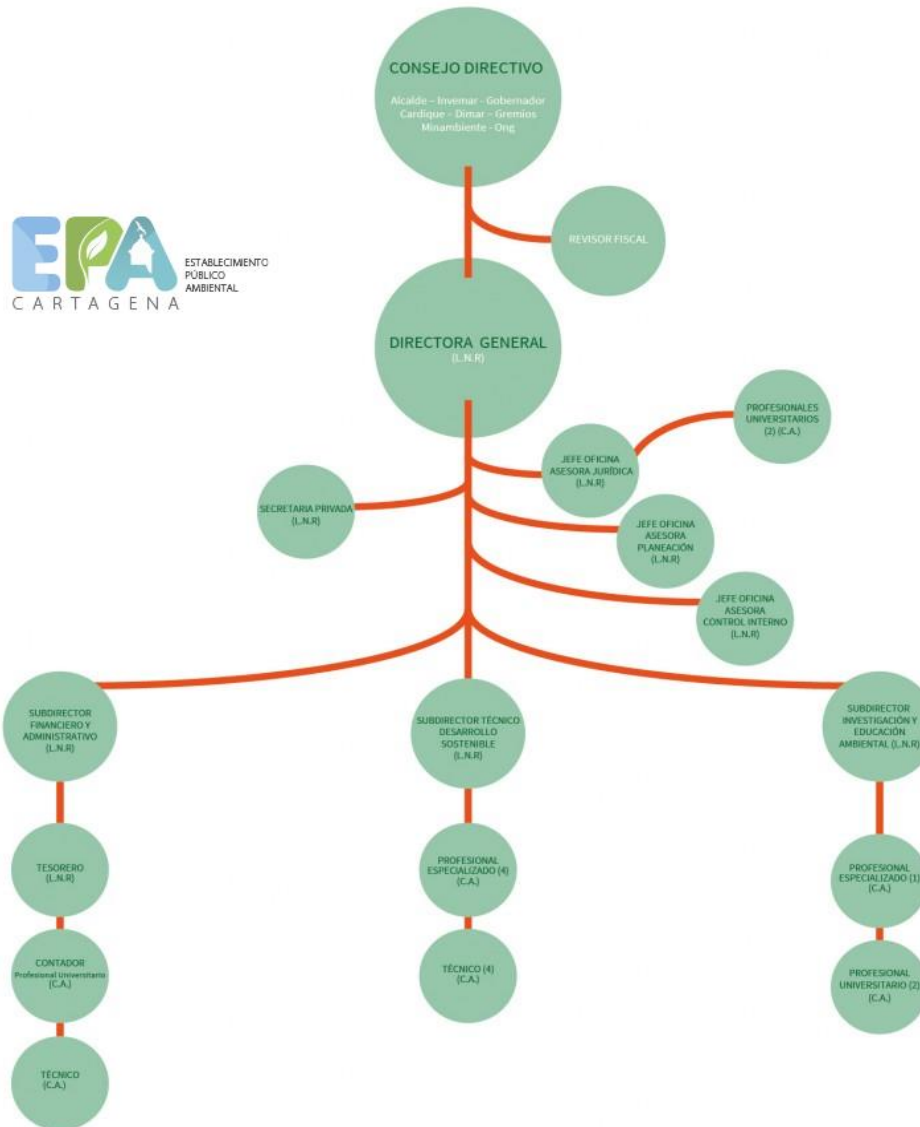 CONSEJO DIRECTIVO
Alcalde – Invemar - Gobernador
Cardique – Dimar – Gremios
Minambiente - Ong
REVISOR FISCAL
EPA
ESTABLECIMIENTO
PÚBLICO
AMBIENTAL
CARTAGENA
DIRECTORA GENERAL
(L.N.R)
PROFESIONALES
UNIVERSITARIOS
(2) (C.A.)
JEFE OFICINA
ASESORA JURÍDICA
(L.N.R)
SECRETARIA PRIVADA
(L.N.R)
JEFE OFICINA
ASESORA
PLANEACIÓN
(L.N.R)
JEFE OFICINA
ASESORA
CONTROL INTERNO
(L.N.R)
SUBDIRECTOR
FINANCIERO Y
ADMINISTRATIVO
(L.N.R)
SUBDIRECTOR TÉCNICO
DESARROLLO
SOSTENIBLE
(L.N.R)
SUBDIRECTOR
INVESTIGACIÓN Y
EDUCACIÓN
AMBIENTAL (L.N.R)
TESORERO
(L.N.R)
PROFESIONAL
ESPECIALIZADO (4)
(C.A.)
PROFESIONAL
ESPECIALIZADO (1)
(C.A.)
CONTADOR
Profesional Universitario
(C.A.)
TÉCNICO (4)
(C.A.)
PROFESIONAL
UNIVERSITARIO (2)
(C.A.)
TÉCNICO
(C.A.)